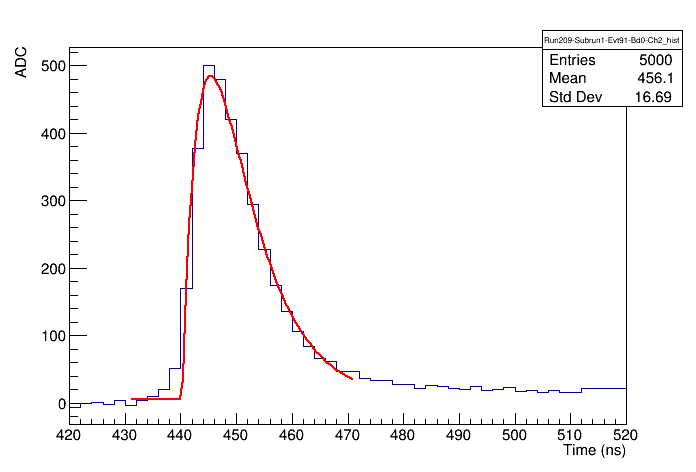 Run209-Subrun1-Evt91-Bd0-Ch2_hist
Entries 5000
Mean 456.1
Std Dev 16.69
ADC
500
400
300
200
100
0
420 430 440 450 460 470 480 490 500 510 520
Time (ns)